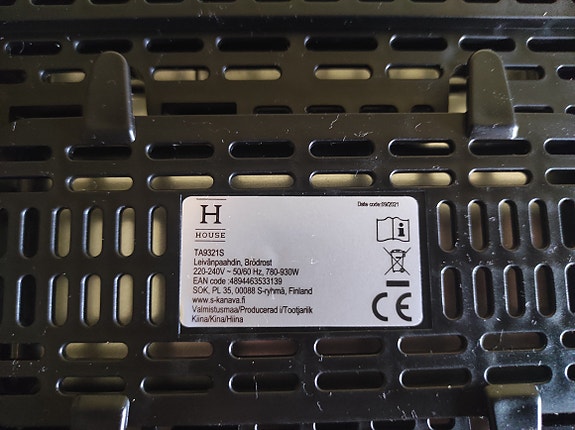 H
HOUSE
Date code:09/2021
TA9321S
Leivänpaahdin, Brödrost
220-240V ~ 50/60 Hz, 780-930W
EAN code :4894463533139
SOK, PL 35, 00088 S-ryhmä, Finland
www.s-kanava.fi
Valmistusmaa/Producerad i/Tootjariik
Kiina/Kina/Hiina
CE